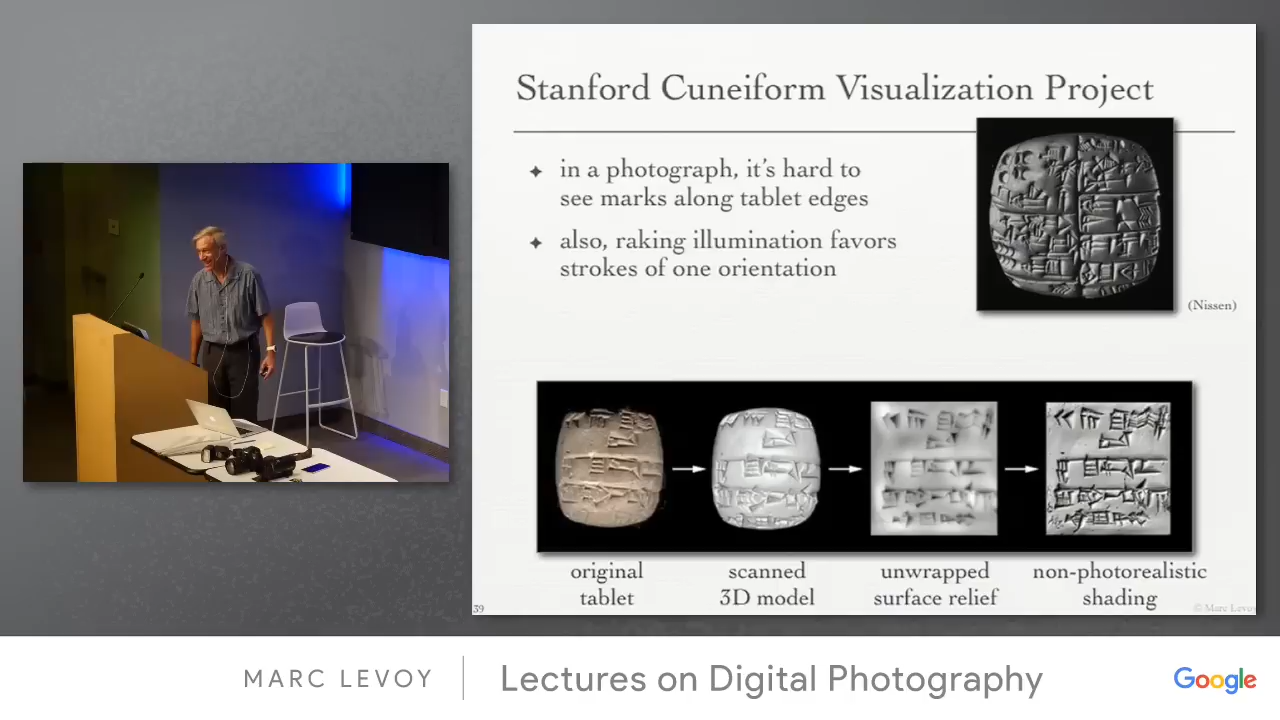 Stanford Cuneiform Visualization Project
✦ in a photograph, it's hard to
see marks along tablet edges
✦ also, raking illumination favors
strokes of one orientation
(Nissen)
original
tablet
scanned
3D model
unwrapped
surface relief
non-photorealistic
shading
39
© Marc Levoy
MARC LEVOY
Lectures on Digital Photography
Google